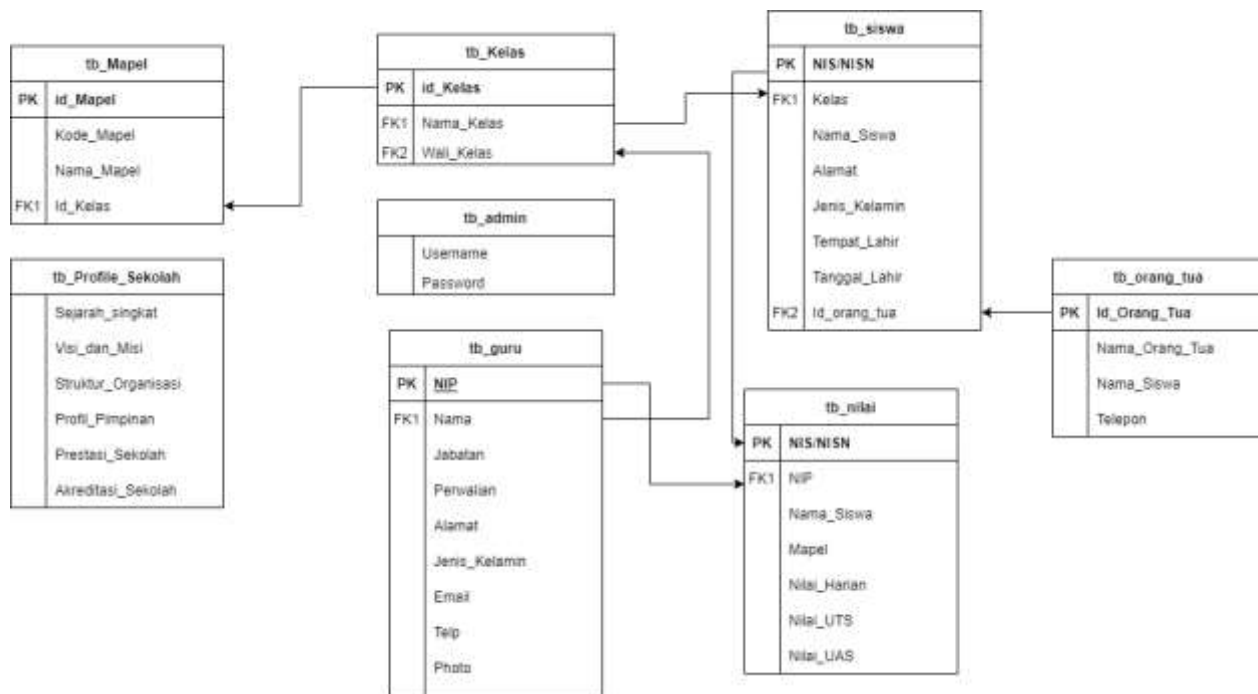 tb_Mapel
PK id_Mapel
Kode_Mapel
Nama_Mapel
FK1 Id_Kelas
tb_Profile_Sekolah
Sejarah_singkat
Visi_dan_Misi
Struktur_Organisasi
Profil_Pimpinan
Prestasi_Sekolah
Akreditasi_Sekolah
tb_Kelas
PK id_Kelas
FK1 Nama_Kelas
FK2 Wali_Kelas
tb_admin
Username
Password
tb_guru
PK NIP
FK1 Nama
Jabatan
Perwalian
Alamat
Jenis_Kelamin
Email
Telp
Photo
tb_siswa
PK NIS/NISN
FK1 Kelas
Nama_Siswa
Alamat
Jenis_Kelamin
Tempat_Lahir
Tanggal_Lahir
FK2 Id_orang_tua
tb_nilai
PK NIS/NISN
FK1 NIP
Nama_Siswa
Mapel
Nilai_Harian
Nilai_UTS
Nilai_UAS
tb_orang_tua
PK Id_Orang_Tua
Nama_Orang_Tua
Nama_Siswa
Telepon